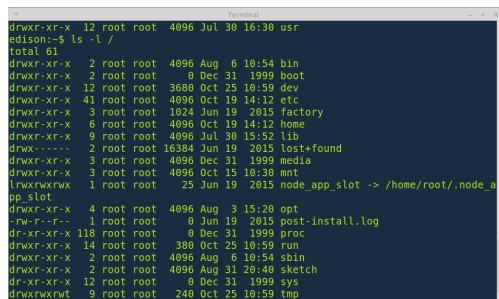 Terminal
drwxr-xr-x  12 root root  4096 Jul 30 16:30 usr
edison:~$ ls -l /
total 61
drwxr-xr-x   2 root root  4096 Aug  6 10:54 bin
drwxr-xr-x   2 root root     0 Dec 31  1999 boot
drwxr-xr-x  12 root root  3680 Oct 25 10:59 dev
drwxr-xr-x  41 root root  4096 Oct 19 14:12 etc
drwxr-xr-x   3 root root  1024 Jun 19  2015 factory
drwxr-xr-x   6 root root  4096 Oct 19 14:12 home
drwxr-xr-x   9 root root  4096 Jul 30 15:52 lib
drwx------   2 root root 16384 Jun 19  2015 lost+found
drwxr-xr-x   3 root root  4096 Dec 31  1999 media
drwxr-xr-x   3 root root  4096 Oct 15 10:30 mnt
lrwxrwxrwx   1 root root    25 Jun 19  2015 node_app_slot -> /home/root/.node_a
pp_slot
drwxr-xr-x   4 root root  4096 Aug  3 15:20 opt
-rw-r--r--   1 root root     0 Jun 19  2015 post-install.log
dr-xr-xr-x 118 root root     0 Dec 31  1999 proc
drwxr-xr-x  14 root root   380 Oct 25 10:59 run
drwxr-xr-x   2 root root  4096 Aug  6 10:54 sbin
drwxr-xr-x   2 root root  4096 Aug 31 20:40 sketch
dr-xr-xr-x  12 root root     0 Dec 31  1999 sys
drwxrwxrwt   9 root root   240 Oct 25 10:59 tmp